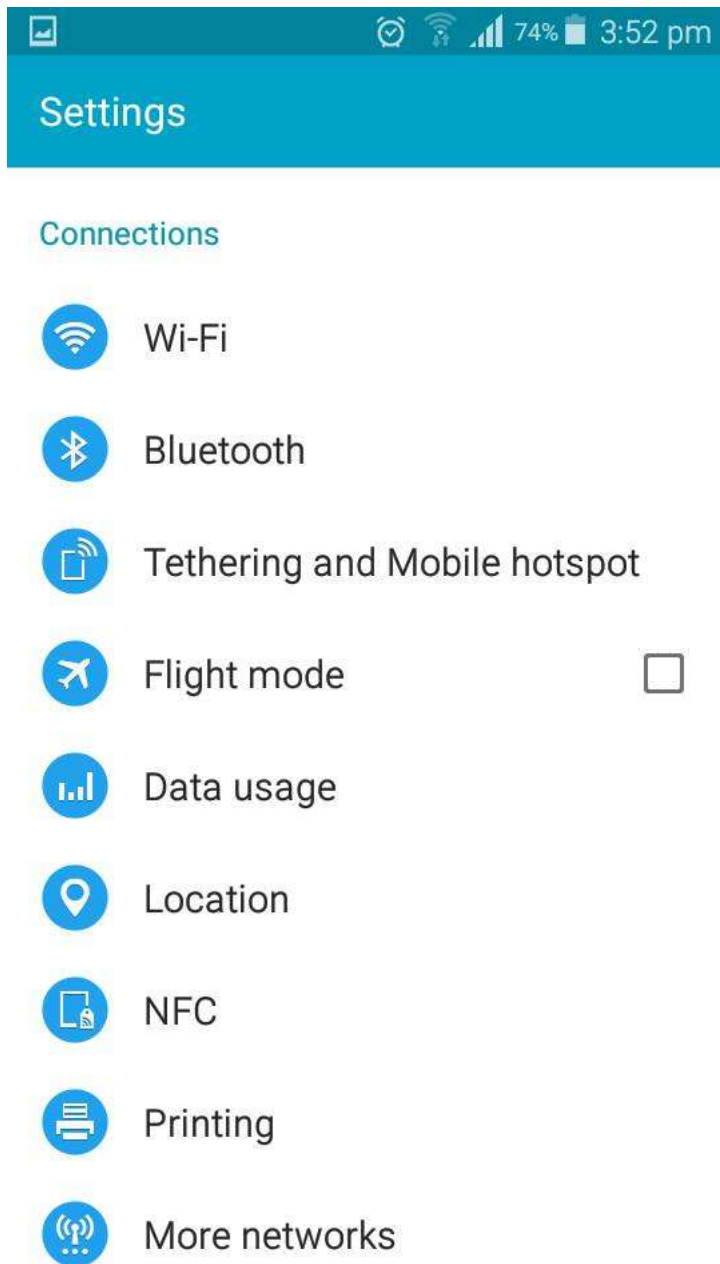 74% 3:52 pm
Settings
Connections
Wi-Fi
Bluetooth
Tethering and Mobile hotspot
Flight mode
Data usage
Location
NFC
Printing
More networks